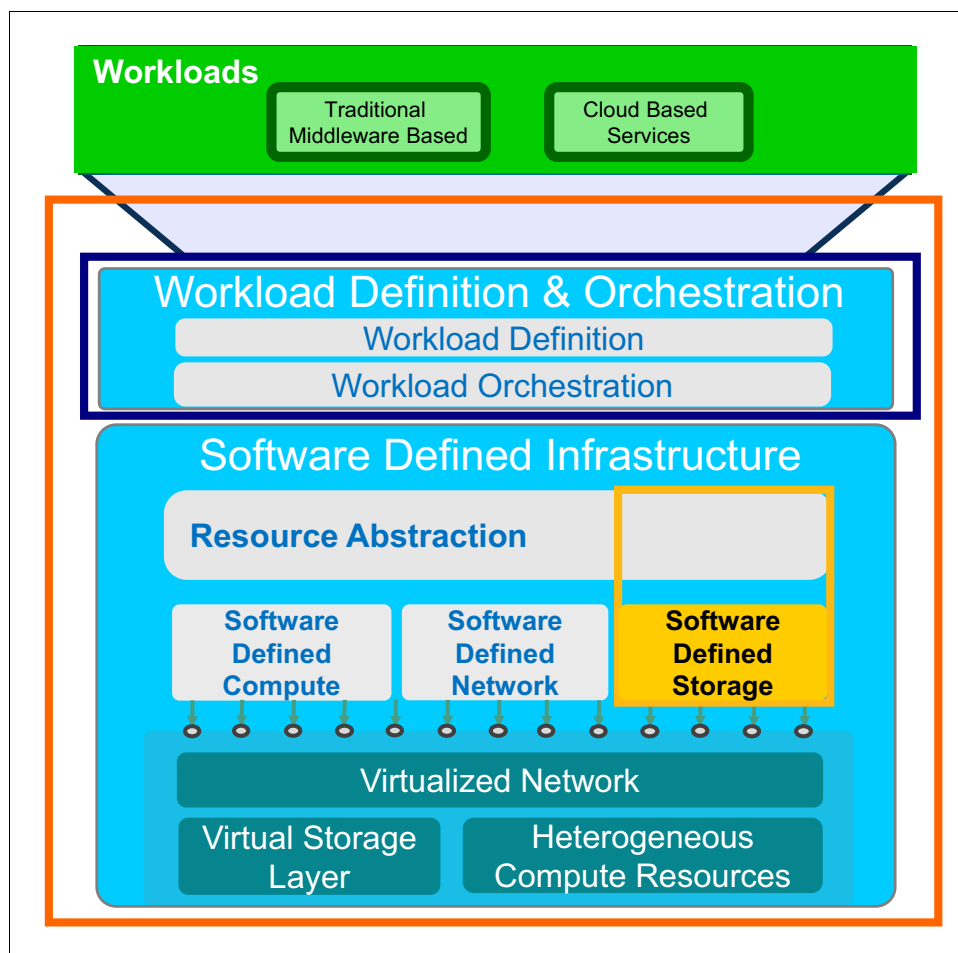 Workloads
Traditional
Middleware Based
Cloud Based
Services
Workload Definition & Orchestration
Workload Definition
Workload Orchestration
Software Defined Infrastructure
Resource Abstraction
Software
Defined
Compute
Software
Defined
Network
Software
Defined
Storage
Virtualized Network
Virtual Storage
Layer
Heterogeneous
Compute Resources